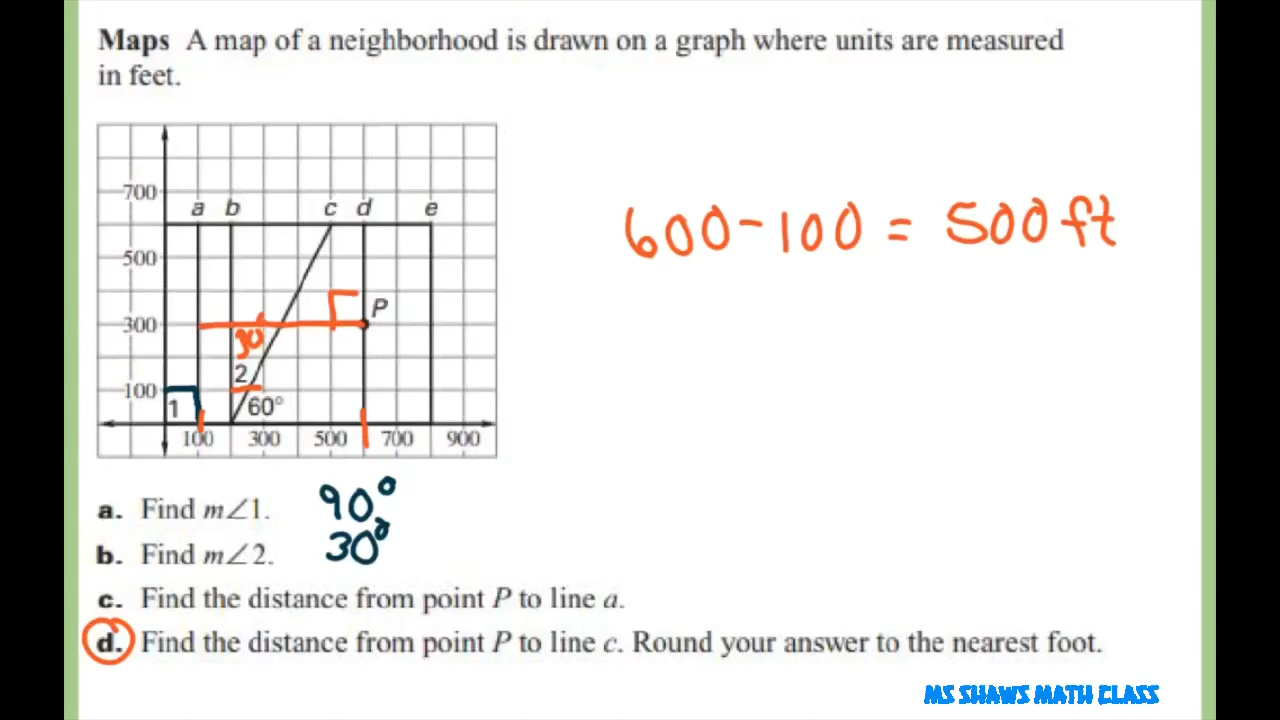 Maps A map of a neighborhood is drawn on a graph where units are measured
in feet.
700
a b c d e
600 - 100 = 500 ft
500
P
300
30°
2
100
1 60°
100 300 500 700 900
a. Find m∠1. 90°
b. Find m∠2. 30°
c. Find the distance from point P to line a.
d. Find the distance from point P to line c. Round your answer to the nearest foot.
MS SHAWS MATH CLASS